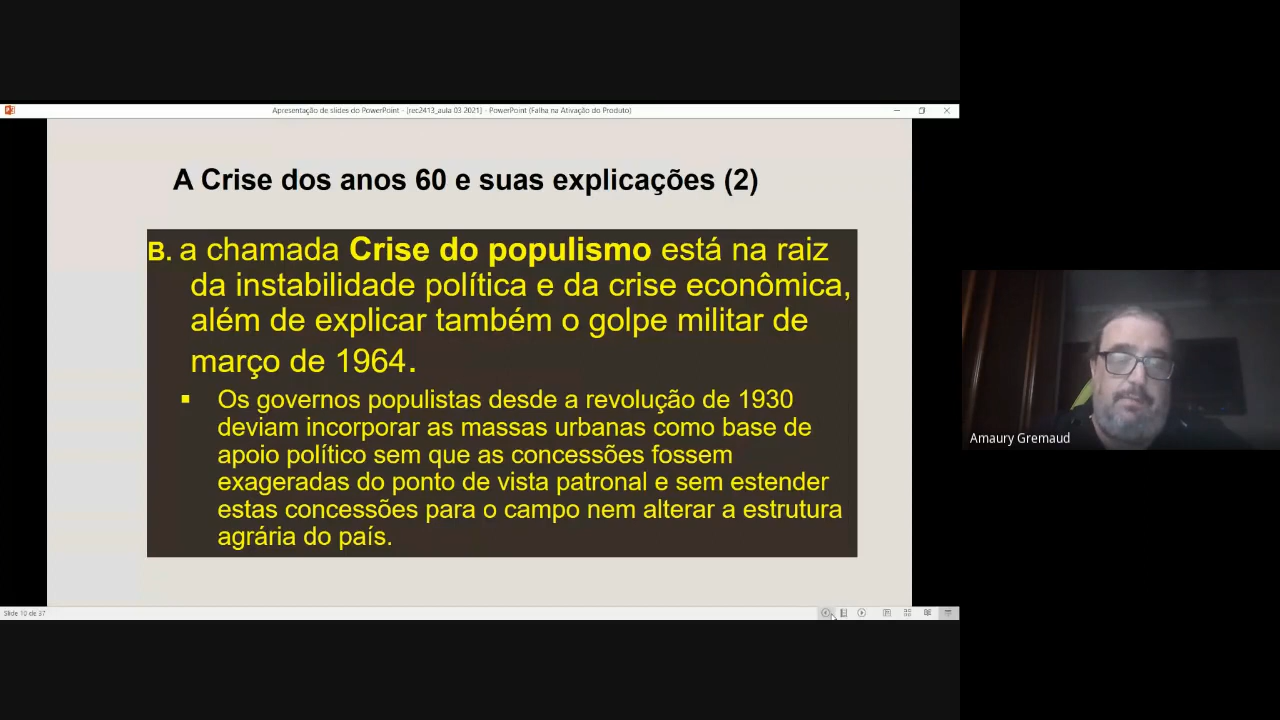 Apresentação de slides do PowerPoint - [rec2413_aula 03 2021] - PowerPoint (Falha na Ativação do Produto)
A Crise dos anos 60 e suas explicações (2)
B. a chamada Crise do populismo está na raiz
da instabilidade política e da crise econômica,
além de explicar também o golpe militar de
março de 1964.
▪ Os governos populistas desde a revolução de 1930
deviam incorporar as massas urbanas como base de
apoio político sem que as concessões fossem
exageradas do ponto de vista patronal e sem estender
estas concessões para o campo nem alterar a estrutura
agrária do país.
Amaury Gremaud
Slide 10 de 37